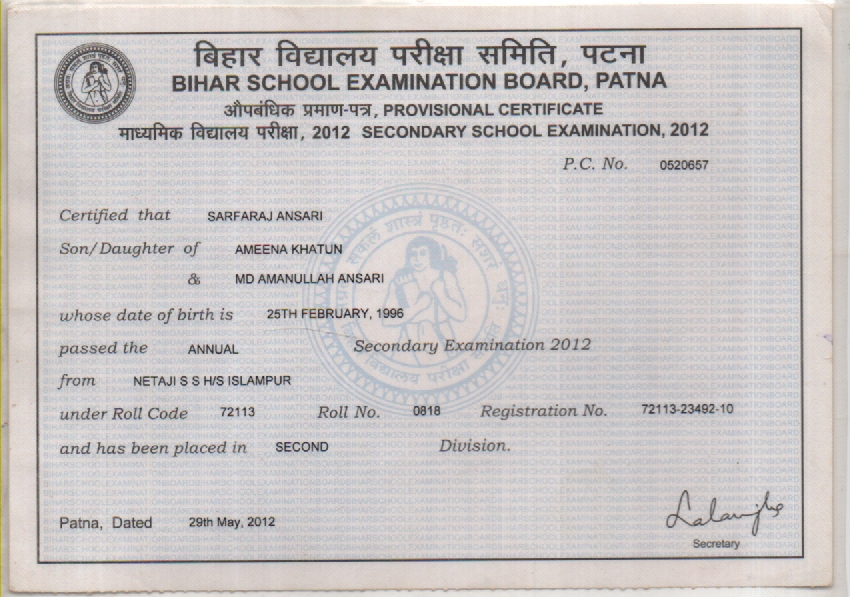 बिहार विद्यालय परीक्षा समिति, पटना
BIHAR SCHOOL EXAMINATION BOARD, PATNA
औपबंधिक प्रमाण-पत्र, PROVISIONAL CERTIFICATE
माध्यमिक विद्यालय परीक्षा, 2012 SECONDARY SCHOOL EXAMINATION, 2012
P.C. No. 0520657
Certified that SARFARAJ ANSARI
Son/Daughter of AMEENA KHATUN
& MD AMANULLAH ANSARI
whose date of birth is 25TH FEBRUARY, 1996
passed the ANNUAL Secondary Examination 2012
from NETAJI S S H/S ISLAMPUR
under Roll Code 72113 Roll No. 0818 Registration No. 72113-23492-10
and has been placed in SECOND Division.
Patna, Dated 29th May, 2012
Secretary